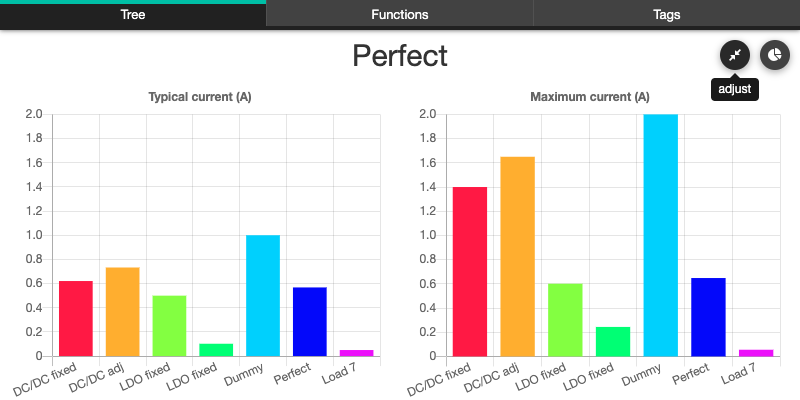 Tree
Functions
Tags
Perfect
adjust
Typical current (A)
2.0
1.8
1.6
1.4
1.2
1.0
0.8
0.6
0.4
0.2
0
DC/DC fixed
DC/DC adj
LDO fixed
LDO fixed
Dummy
Perfect
Load 7
Maximum current (A)
2.0
1.8
1.6
1.4
1.2
1.0
0.8
0.6
0.4
0.2
0
DC/DC fixed
DC/DC adj
LDO fixed
LDO fixed
Dummy
Perfect
Load 7